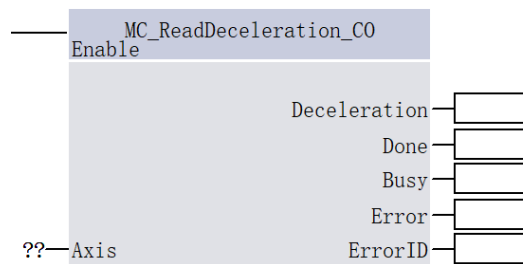 MC_ReadDeceleration_CO
Enable
Deceleration
Done
Busy
Error
?? Axis ErrorID